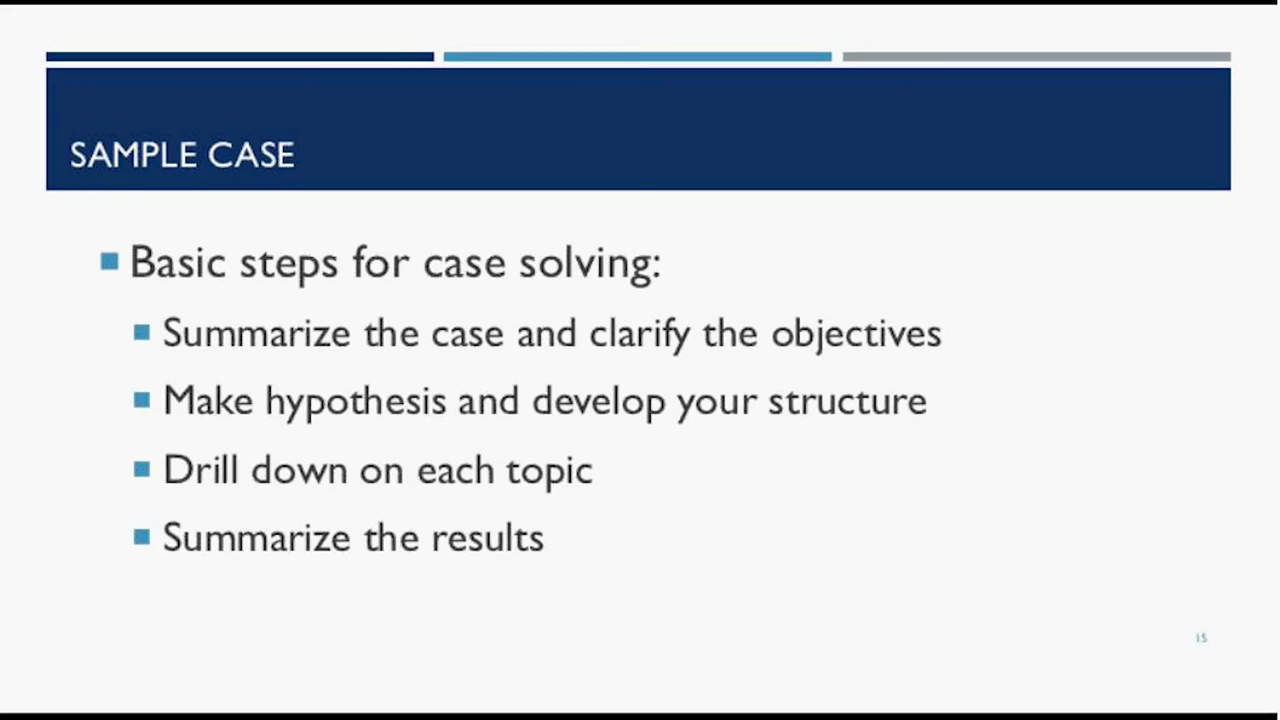 SAMPLE CASE
Basic steps for case solving:
Summarize the case and clarify the objectives
Make hypothesis and develop your structure
Drill down on each topic
Summarize the results
15